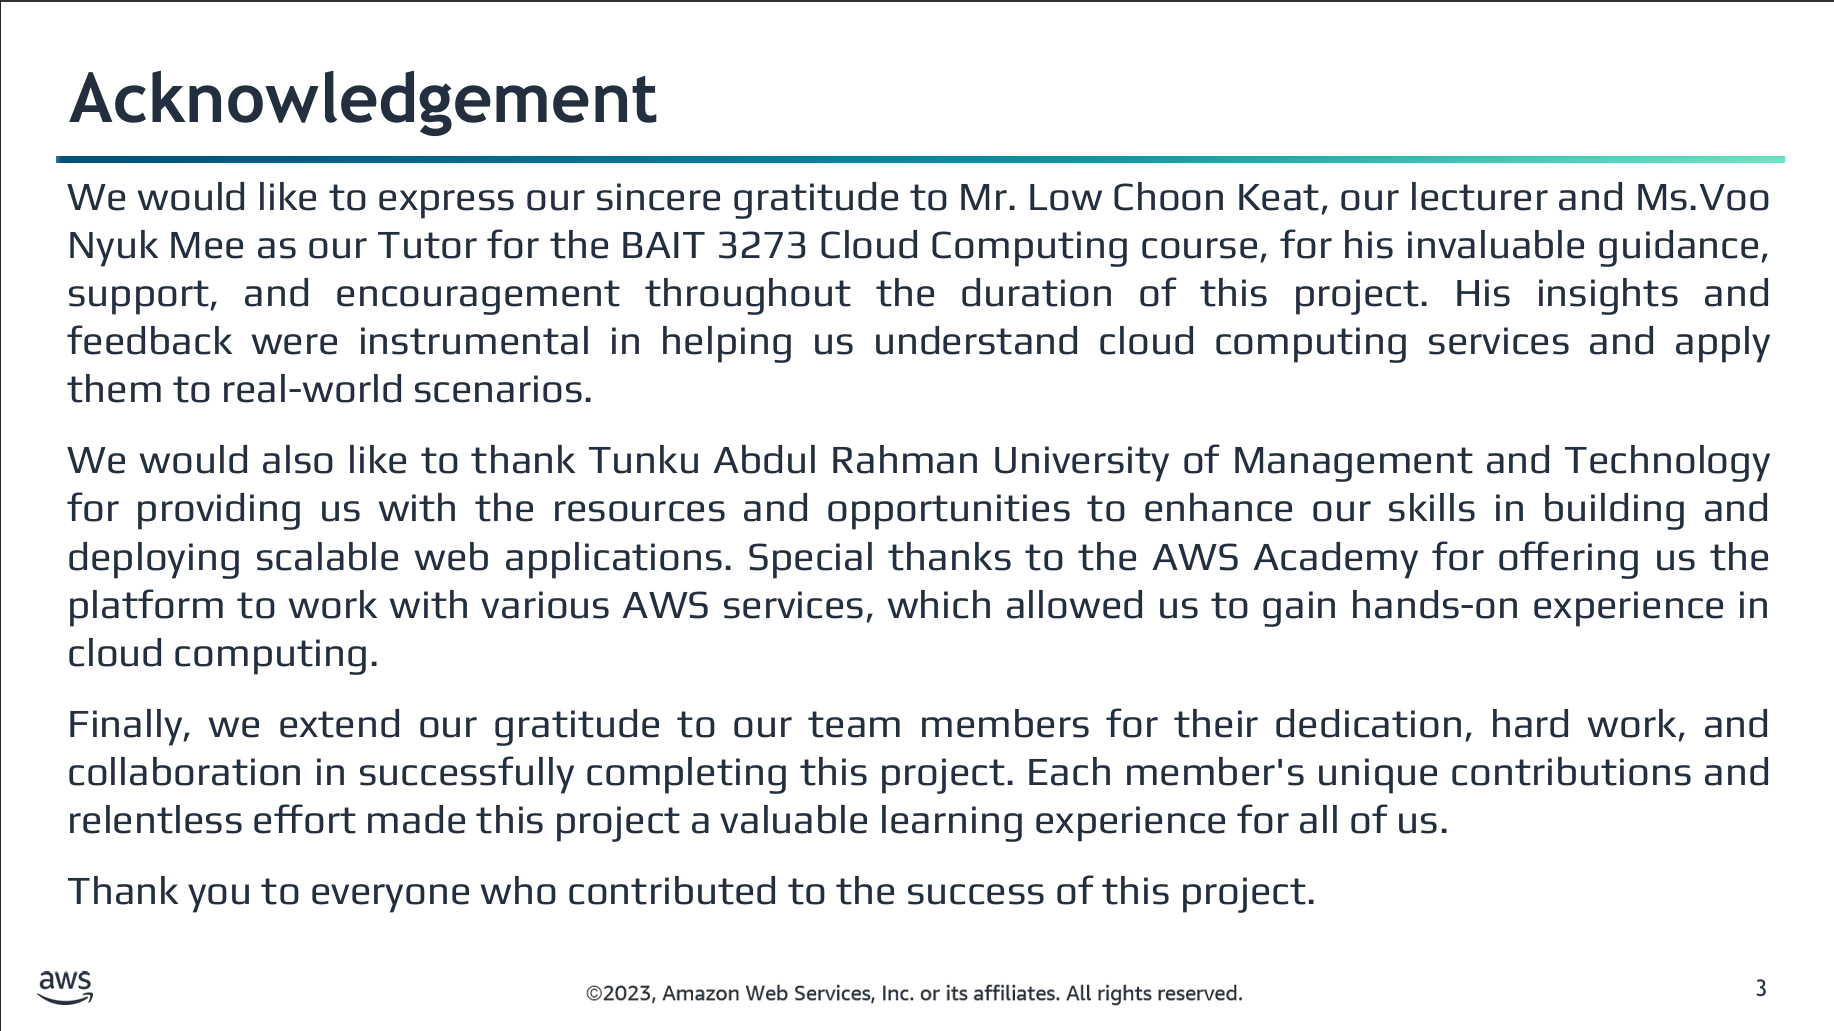 Acknowledgement
We would like to express our sincere gratitude to Mr. Low Choon Keat, our lecturer and Ms.Voo
Nyuk Mee as our Tutor for the BAIT 3273 Cloud Computing course, for his invaluable guidance,
support, and encouragement throughout the duration of this project. His insights and
feedback were instrumental in helping us understand cloud computing services and apply
them to real-world scenarios.
We would also like to thank Tunku Abdul Rahman University of Management and Technology
for providing us with the resources and opportunities to enhance our skills in building and
deploying scalable web applications. Special thanks to the AWS Academy for offering us the
platform to work with various AWS services, which allowed us to gain hands-on experience in
cloud computing.
Finally, we extend our gratitude to our team members for their dedication, hard work, and
collaboration in successfully completing this project. Each member's unique contributions and
relentless effort made this project a valuable learning experience for all of us.
Thank you to everyone who contributed to the success of this project.
aws
©2023, Amazon Web Services, Inc. or its affiliates. All rights reserved.
3